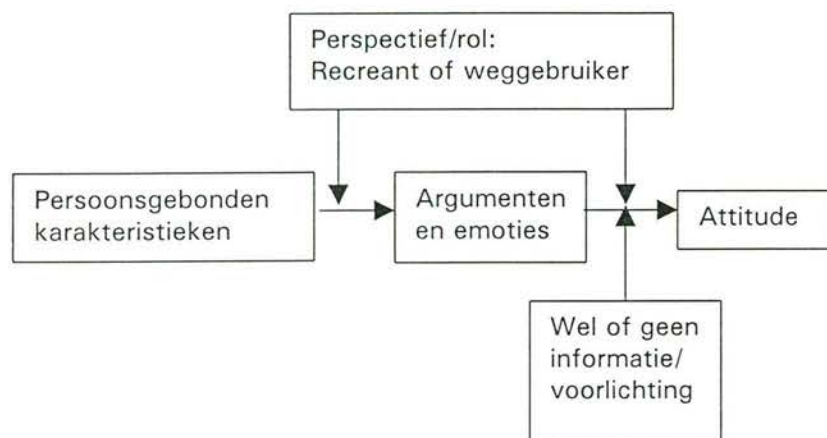 Perspectief/rol:
Recreant of weggebruiker
Persoonsgebonden
karakteristieken
Argumenten
en emoties
Attitude
Wel of geen
informatie/
voorlichting